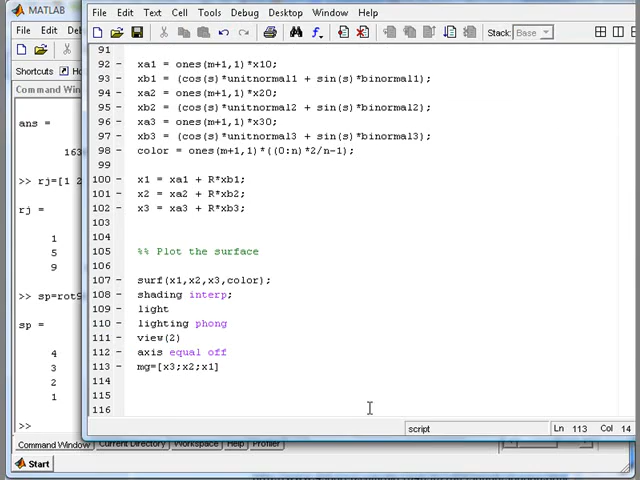 MATLAB
File Edit
File Edit Text Cell Tools Debug Desktop Window Help
Stack: Base
Shortcuts
Command Wind
ans =
163
>> rj=[1 2
rj =
1
5
9
>> sp=rot9
sp =
4
3
2
1
>>
91
92 - xa1 = ones(m+1,1)*x10;
93 - xb1 = (cos(s)*unitnormal1 + sin(s)*binormal1);
94 - xa2 = ones(m+1,1)*x20;
95 - xb2 = (cos(s)*unitnormal2 + sin(s)*binormal2);
96 - xa3 = ones(m+1,1)*x30;
97 - xb3 = (cos(s)*unitnormal3 + sin(s)*binormal3);
98 - color = ones(m+1,1)*((0:n)*2/n-1);
99
100 - x1 = xa1 + R*xb1;
101 - x2 = xa2 + R*xb2;
102 - x3 = xa3 + R*xb3;
103
104
105 %% Plot the surface
106
107 - surf(x1,x2,x3,color);
108 - shading interp;
109 - light
110 - lighting phong
111 - view(2)
112 - axis equal off
113 - mg=[x3;x2;x1]
114
115
116
script Ln 113 Col 14
Command Window Current Directory Workspace Help Profiler
Start